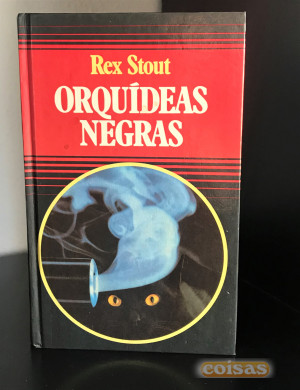 Rex Stout
ORQUÍDEAS
NEGRAS
coisas